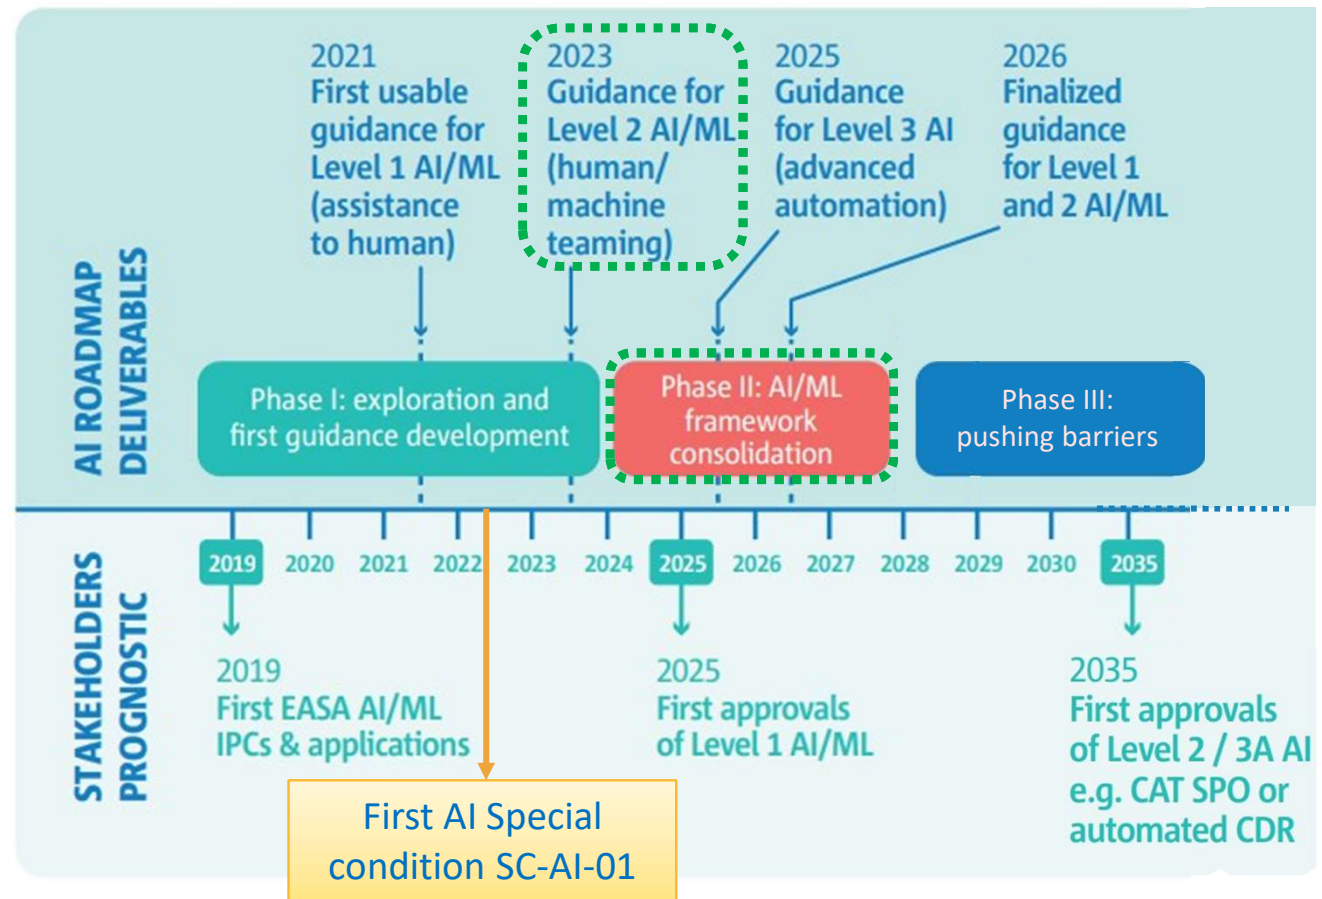 2021
First usable
guidance for
Level 1 AI/ML
(assistance
to human)
2023
Guidance for
Level 2 AI/ML
(human/
machine
teaming)
2025
Guidance
for Level 3 AI
(advanced
automation)
2026
Finalized
guidance
for Level 1
and 2 AI/ML
AI ROADMAP
DELIVERABLES
Phase I: exploration and
first guidance development
Phase II: AI/ML
framework
consolidation
Phase III:
pushing barriers
STAKEHOLDERS
PROGNOSTIC
2019 2020 2021 2022 2023 2024 2025 2026 2027 2028 2029 2030 2035
2019
First EASA AI/ML
IPCs & applications
2025
First approvals
of Level 1 AI/ML
2035
First approvals
of Level 2 / 3A AI
e.g. CAT SPO or
automated CDR
First AI Special
condition SC-AI-01